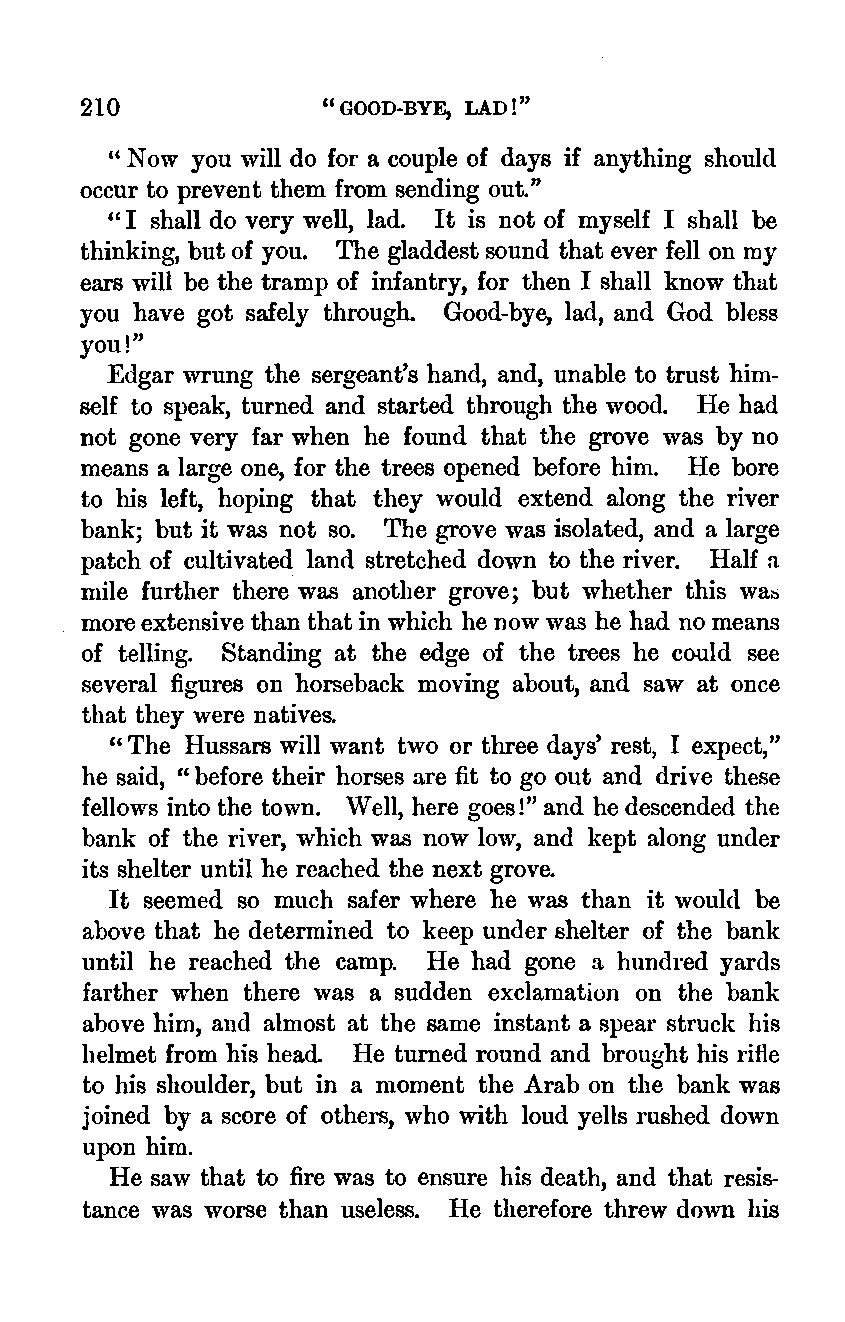 210 "GOOD-BYE, LAD!"
"Now you will do for a couple of days if anything should
occur to prevent them from sending out."
"I shall do very well, lad. It is not of myself I shall be
thinking, but of you. The gladdest sound that ever fell on my
ears will be the tramp of infantry, for then I shall know that
you have got safely through. Good-bye, lad, and God bless
you!"
Edgar wrung the sergeant's hand, and, unable to trust him-
self to speak, turned and started through the wood. He had
not gone very far when he found that the grove was by no
means a large one, for the trees opened before him. He bore
to his left, hoping that they would extend along the river
bank; but it was not so. The grove was isolated, and a large
patch of cultivated land stretched down to the river. Half a
mile further there was another grove; but whether this was
more extensive than that in which he now was he had no means
of telling. Standing at the edge of the trees he could see
several figures on horseback moving about, and saw at once
that they were natives.
"The Hussars will want two or three days' rest, I expect,"
he said, "before their horses are fit to go out and drive these
fellows into the town. Well, here goes!" and he descended the
bank of the river, which was now low, and kept along under
its shelter until he reached the next grove.
It seemed so much safer where he was than it would be
above that he determined to keep under shelter of the bank
until he reached the camp. He had gone a hundred yards
farther when there was a sudden exclamation on the bank
above him, and almost at the same instant a spear struck his
helmet from his head. He turned round and brought his rifle
to his shoulder, but in a moment the Arab on the bank was
joined by a score of others, who with loud yells rushed down
upon him.
He saw that to fire was to ensure his death, and that resis-
tance was worse than useless. He therefore threw down his